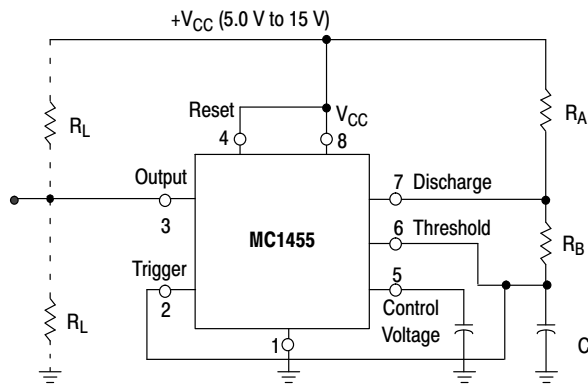 +VCC (5.0 V to 15 V)
Reset
4
VCC
8
RL
RA
Output
3
7 Discharge
6 Threshold
MC1455
RB
Trigger
2
5
Control
Voltage
RL
1
C